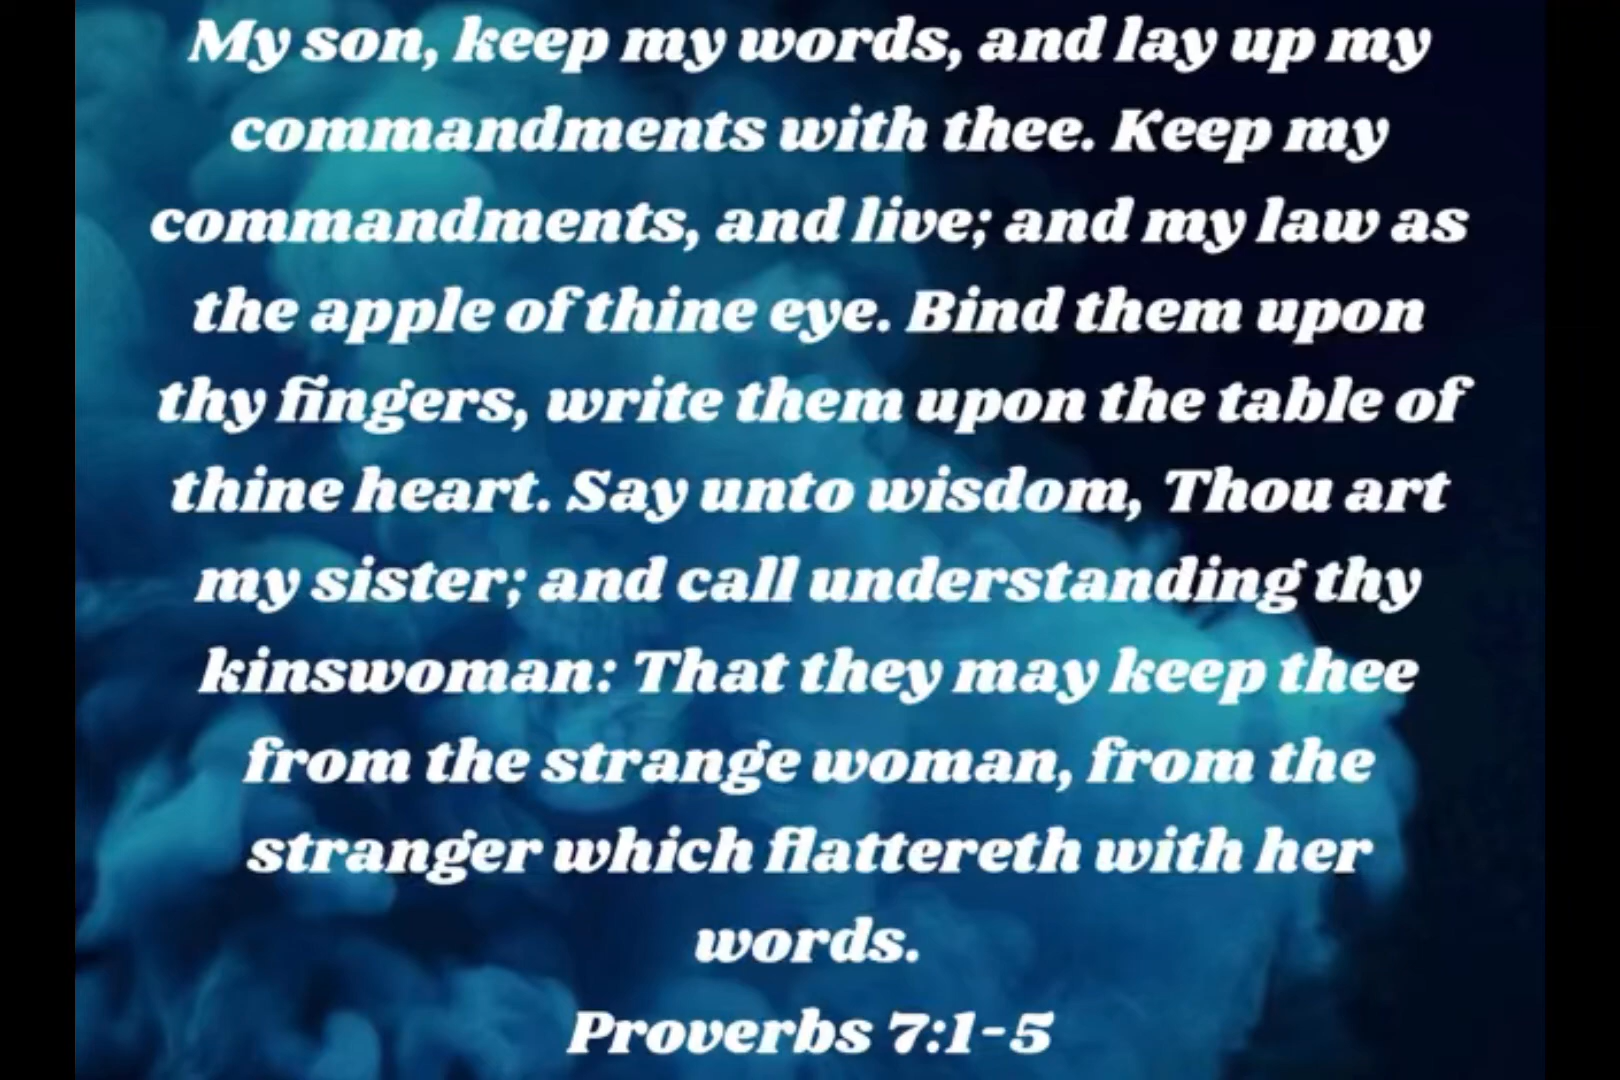 My son, keep my words, and lay up my
commandments with thee. Keep my
commandments, and live; and my law as
the apple of thine eye. Bind them upon
thy fingers, write them upon the table of
thine heart. Say unto wisdom, Thou art
my sister; and call understanding thy
kinswoman: That they may keep thee
from the strange woman, from the
stranger which flattereth with her
words.
Proverbs 7:1-5